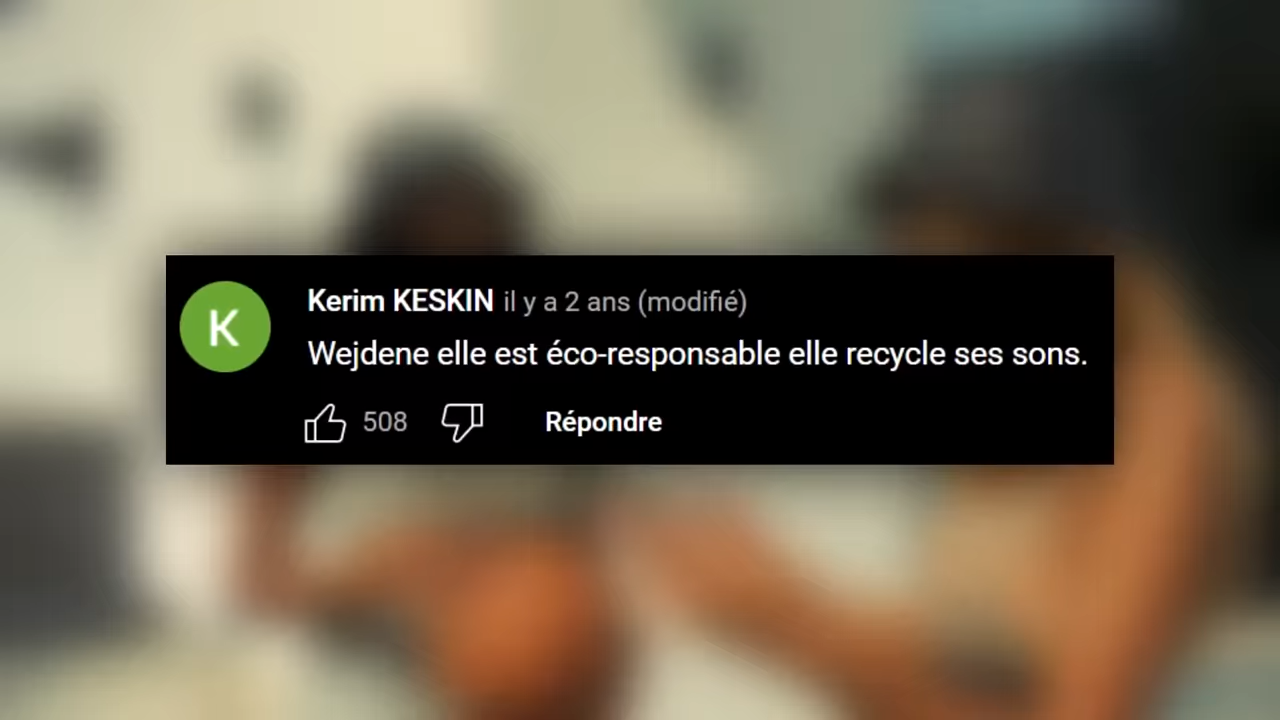 K
Kerim KESKIN il y a 2 ans (modifié)
Wejdene elle est éco-responsable elle recycle ses sons.
508 Répondre